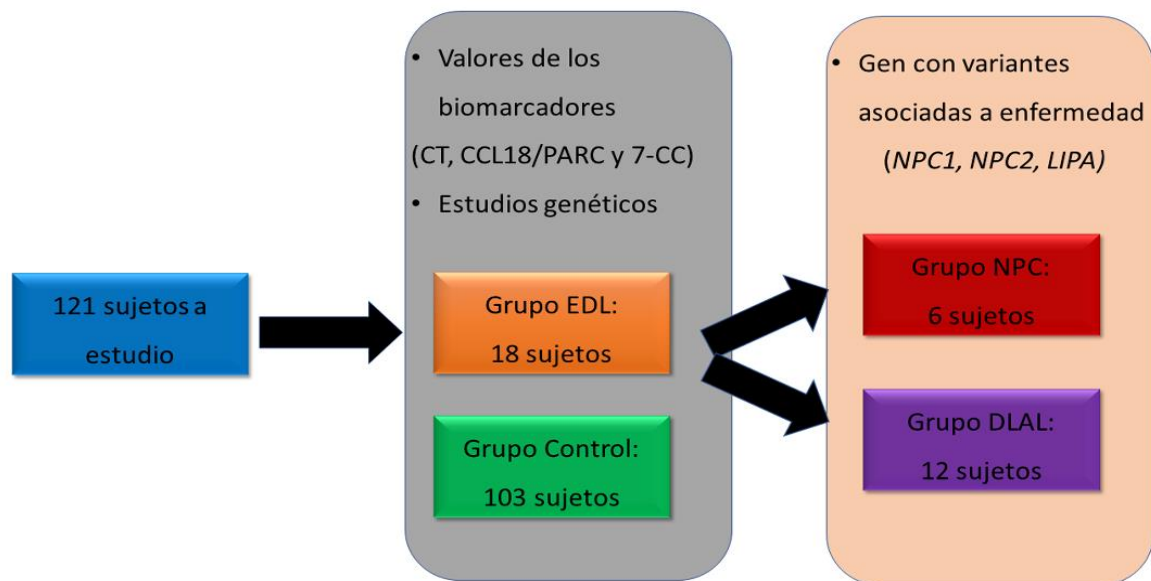 121 sujetos a
estudio
• Valores de los
biomarcadores
(CT, CCL18/PARC y 7-CC)
• Estudios genéticos
Grupo EDL:
18 sujetos
Grupo Control:
103 sujetos
• Gen con variantes
asociadas a enfermedad
(NPC1, NPC2, LIPA)
Grupo NPC:
6 sujetos
Grupo DLAL:
12 sujetos